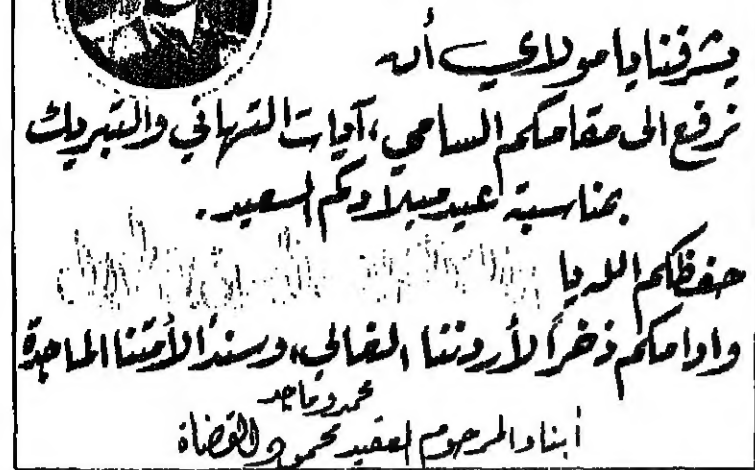 يشرفنا يا مولاي أن
نرفع الى مقامكم السامي، آيات التهاني والتبريك
بمناسبة عيد ميلادكم السعيد.
حفظكم الله يا
وادامكم ذخراً لأردننا الغالي، وسنداً لأمتنا الماجدة
محمد وماجد
أبناء المرحوم العقيد محمود القضاة